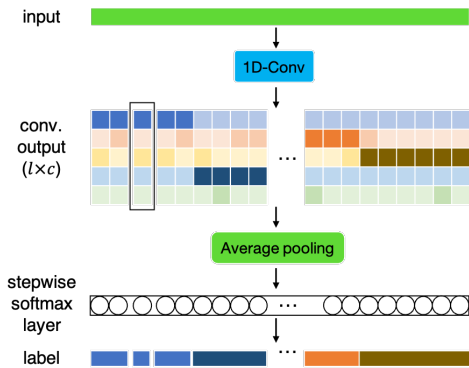 input
1D-Conv
conv.
output
(l×c)
...
Average pooling
stepwise
softmax
layer
...
label
...